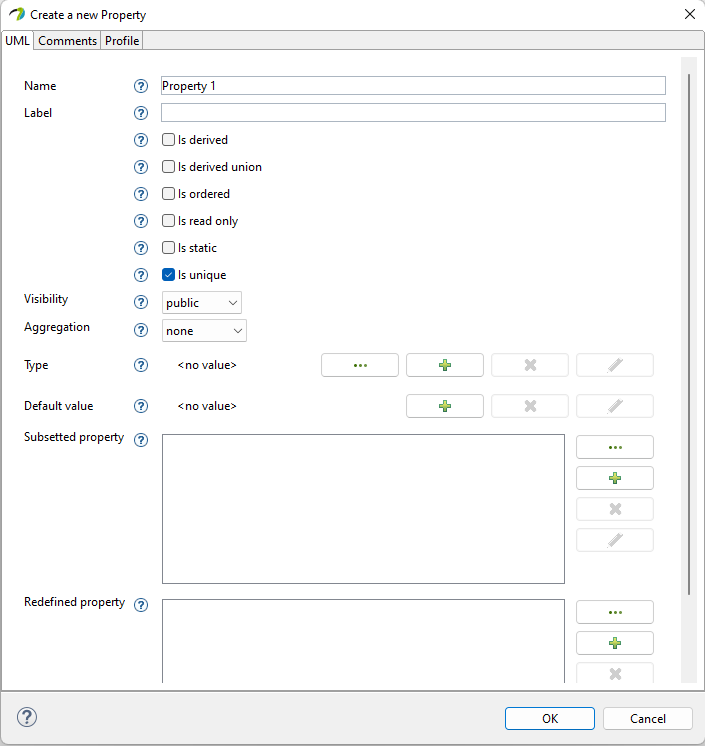 Create a new Property
UML Comments Profile
Name ? Property 1
Label ?
? Is derived
? Is derived union
? Is ordered
? Is read only
? Is static
? Is unique
Visibility ? public
Aggregation ? none
Type ? <no value>
Default value ? <no value>
Subsetted property ?
Redefined property ?
? OK Cancel